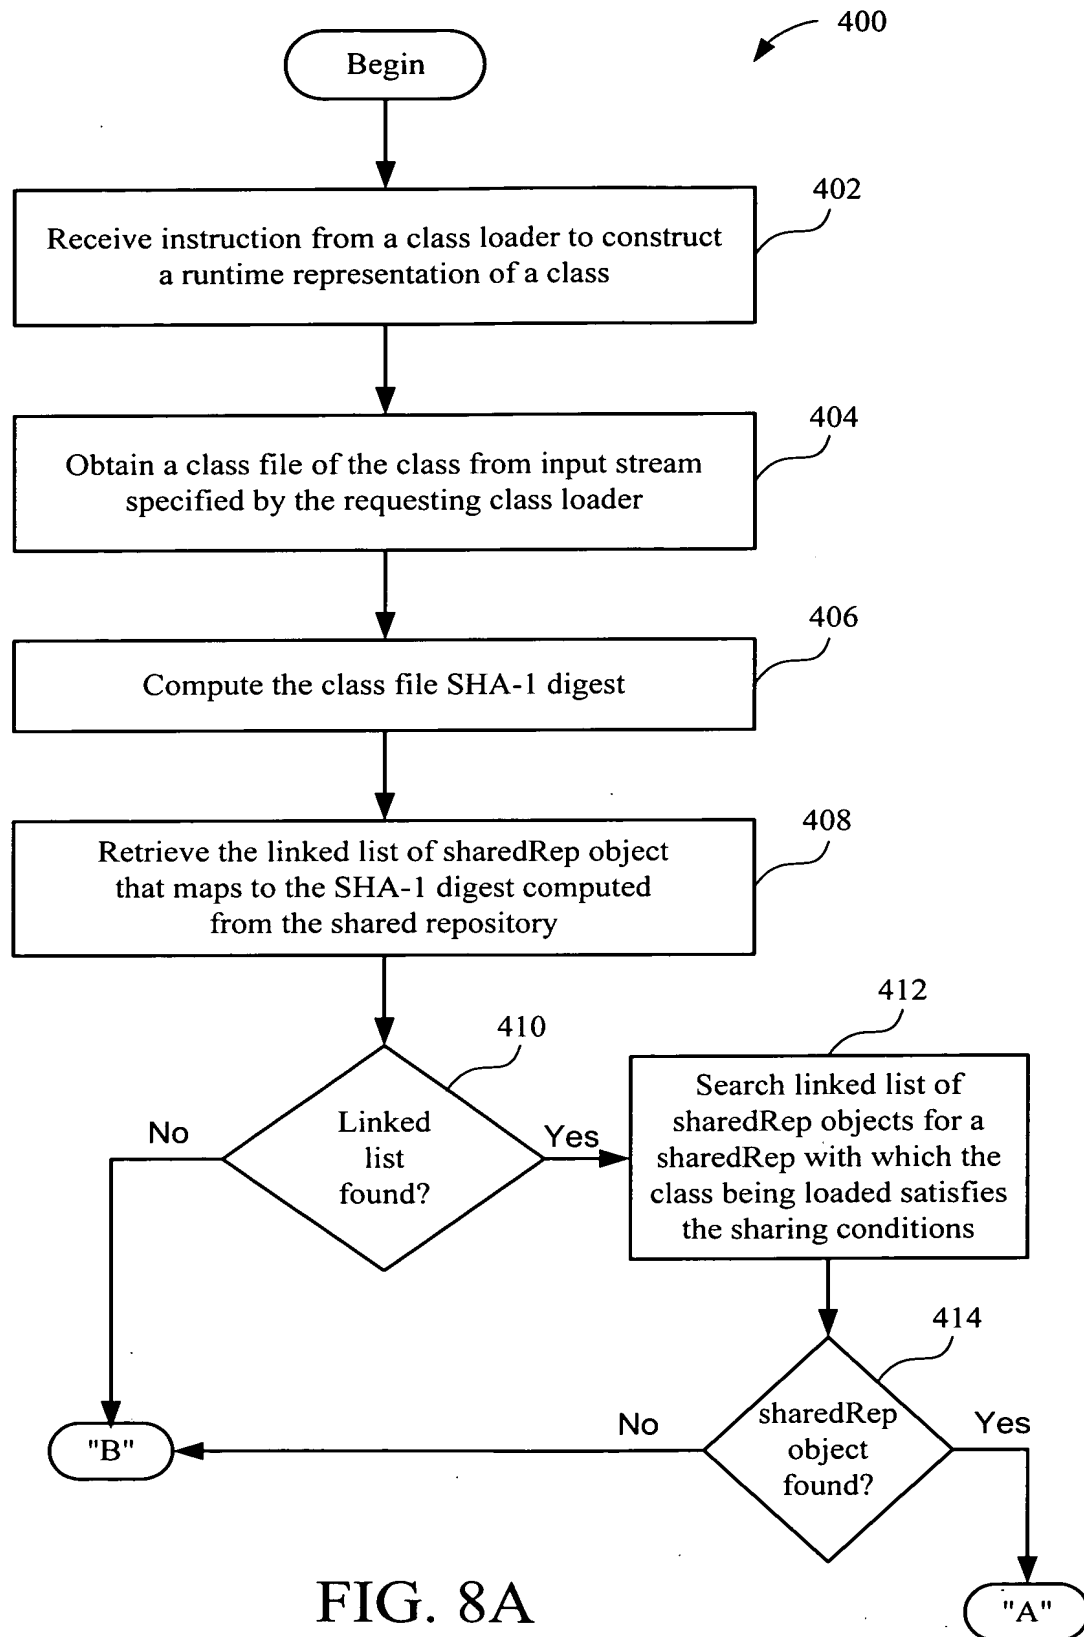 400
Begin
402
Receive instruction from a class loader to construct
a runtime representation of a class
404
Obtain a class file of the class from input stream
specified by the requesting class loader
406
Compute the class file SHA-1 digest
408
Retrieve the linked list of sharedRep object
that maps to the SHA-1 digest computed
from the shared repository
410
Linked
list
found?
No
Yes
412
Search linked list of
sharedRep objects for a
sharedRep with which the
class being loaded satisfies
the sharing conditions
414
sharedRep
object
found?
No
Yes
"B"
"A"
FIG. 8A